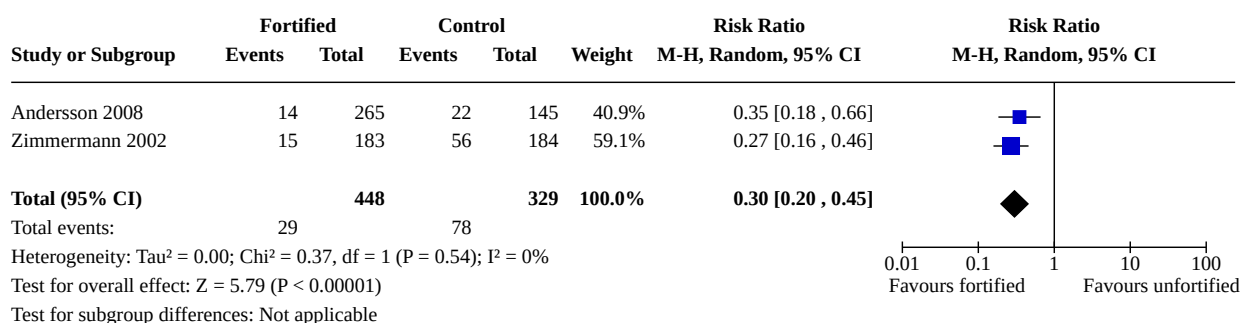 Fortified Control Risk Ratio Risk Ratio
Study or Subgroup Events Total Events Total Weight M-H, Random, 95% CI M-H, Random, 95% CI
Andersson 2008 14 265 22 145 40.9% 0.35 [0.18 , 0.66]
Zimmermann 2002 15 183 56 184 59.1% 0.27 [0.16 , 0.46]
Total (95% CI) 448 329 100.0% 0.30 [0.20 , 0.45]
Total events: 29 78
Heterogeneity: Tau² = 0.00; Chi² = 0.37, df = 1 (P = 0.54); I² = 0%
0.01 0.1 1 10 100
Test for overall effect: Z = 5.79 (P < 0.00001)
Favours fortified Favours unfortified
Test for subgroup differences: Not applicable